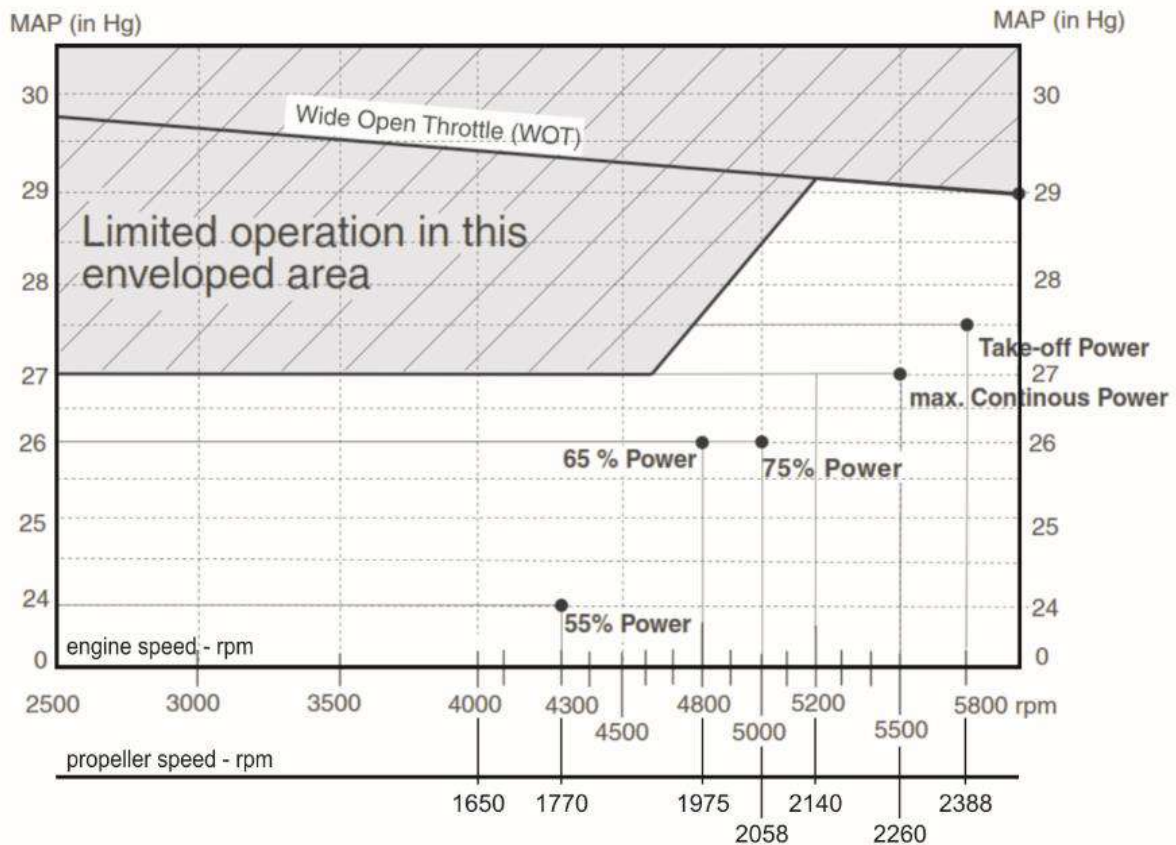 MAP (in Hg)
MAP (in Hg)
30
30
Wide Open Throttle (WOT)
29
29
Limited operation in this
enveloped area
28
28
Take-off Power
27
27
max. Continous Power
26
26
65 % Power
75% Power
25
25
24
24
55% Power
engine speed - rpm
0
0
2500
3000
3500
4000
4300
4800
5200
5800 rpm
4500
5000
5500
propeller speed - rpm
1650
1770
1975
2140
2388
2058
2260